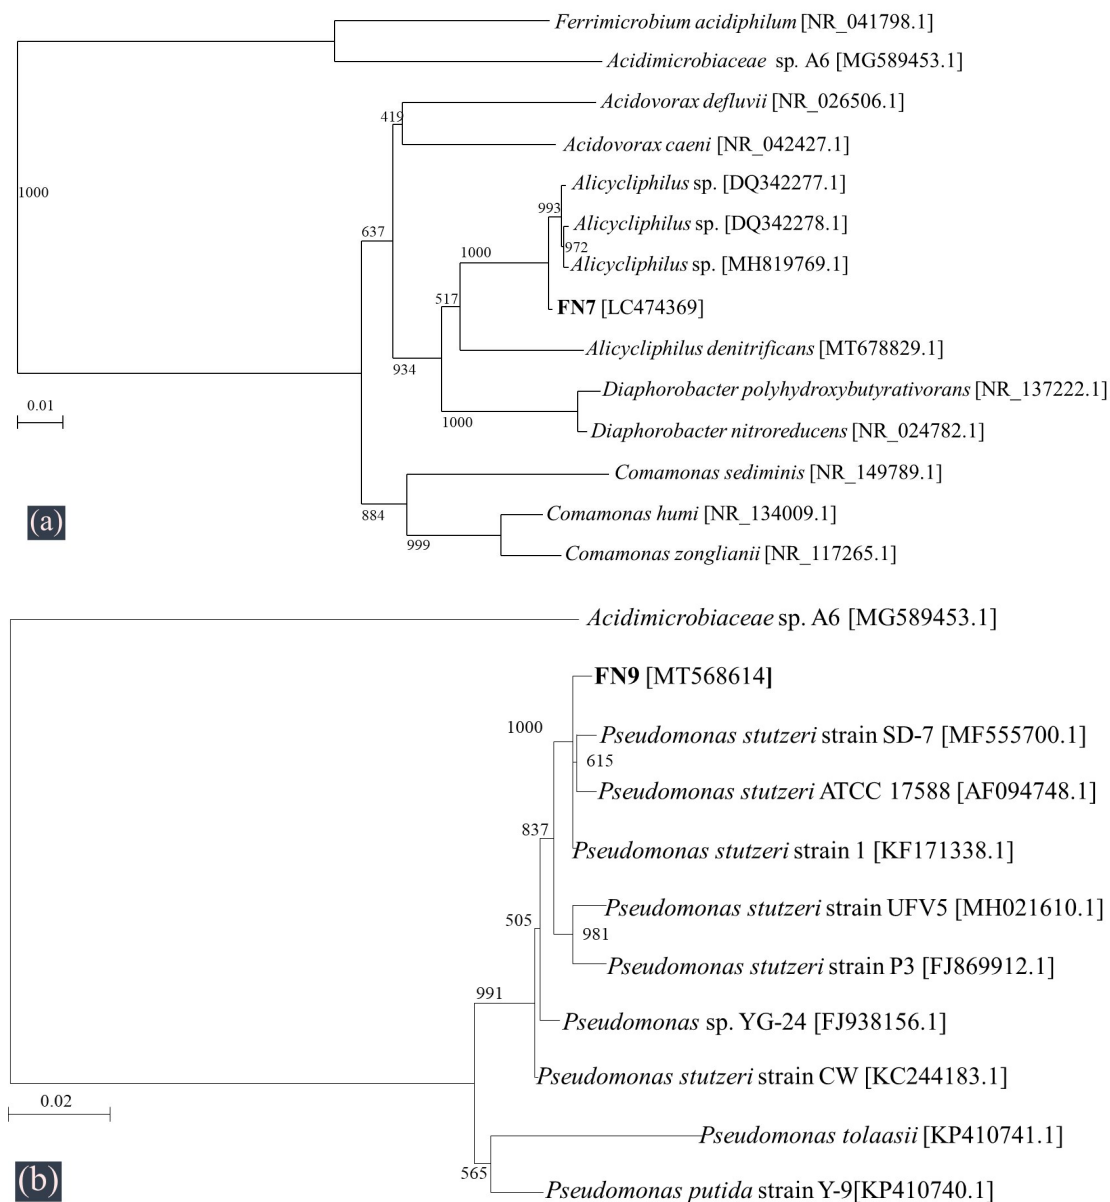 Ferrimicrobium acidiphilum [NR_041798.1]
Acidimicrobiaceae sp. A6 [MG589453.1]
Acidovorax defluvii [NR_026506.1]
419
Acidovorax caeni [NR_042427.1]
Alicycliphilus sp. [DQ342277.1]
1000
993
Alicycliphilus sp. [DQ342278.1]
637
972
1000
Alicycliphilus sp. [MH819769.1]
517
FN7 [LC474369]
Alicycliphilus denitrificans [MT678829.1]
934
Diaphorobacter polyhydroxybutyrativorans [NR_137222.1]
0.01
1000
Diaphorobacter nitroreducens [NR_024782.1]
Comamonas sediminis [NR_149789.1]
884
Comamonas humi [NR_134009.1]
(a)
999
Comamonas zonglianii [NR_117265.1]
Acidimicrobiaceae sp. A6 [MG589453.1]
FN9 [MT568614]
1000
Pseudomonas stutzeri strain SD-7 [MF555700.1]
615
Pseudomonas stutzeri ATCC 17588 [AF094748.1]
837
Pseudomonas stutzeri strain 1 [KF171338.1]
Pseudomonas stutzeri strain UFV5 [MH021610.1]
505
981
Pseudomonas stutzeri strain P3 [FJ869912.1]
991
Pseudomonas sp. YG-24 [FJ938156.1]
Pseudomonas stutzeri strain CW [KC244183.1]
0.02
Pseudomonas tolaasii [KP410741.1]
565
(b)
Pseudomonas putida strain Y-9[KP410740.1]